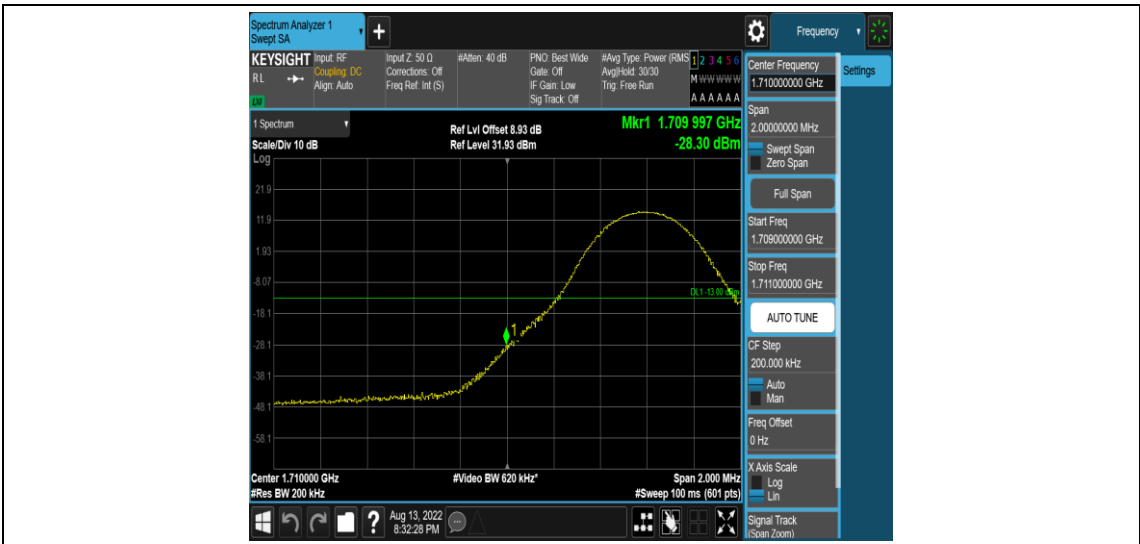 Spectrum Analyzer 1
Swept SA
+
Frequency
KEYSIGHT
RL
LXI
Input: RF
Coupling: DC
Align: Auto
Input Z: 50 Ω
Corrections: Off
Freq Ref: Int (S)
#Atten: 40 dB
PNO: Best Wide
Gate: Off
IF Gain: Low
Sig Track: Off
#Avg Type: Power (RMS
Avg|Hold: 30/30
Trig: Free Run
1 2 3 4 5 6
M W W W W W
A A A A A A
Center Frequency
1.710000000 GHz
Settings
Span
2.00000000 MHz
Swept Span
Zero Span
Full Span
Start Freq
1.709000000 GHz
Stop Freq
1.711000000 GHz
AUTO TUNE
CF Step
200.000 kHz
Auto
Man
Freq Offset
0 Hz
X Axis Scale
Log
Lin
Signal Track
(Span Zoom)
1 Spectrum
Scale/Div 10 dB
Ref Lvl Offset 8.93 dB
Ref Level 31.93 dBm
Mkr1 1.709 997 GHz
-28.30 dBm
Log
21.9
11.9
1.93
-8.07
-18.1
-28.1
-38.1
-48.1
-58.1
DL1 -13.00 dBm
1
Center 1.710000 GHz
#Video BW 620 kHz*
Span 2.000 MHz
#Res BW 200 kHz
#Sweep 100 ms (601 pts)
?
Aug 13, 2022
8:32:28 PM